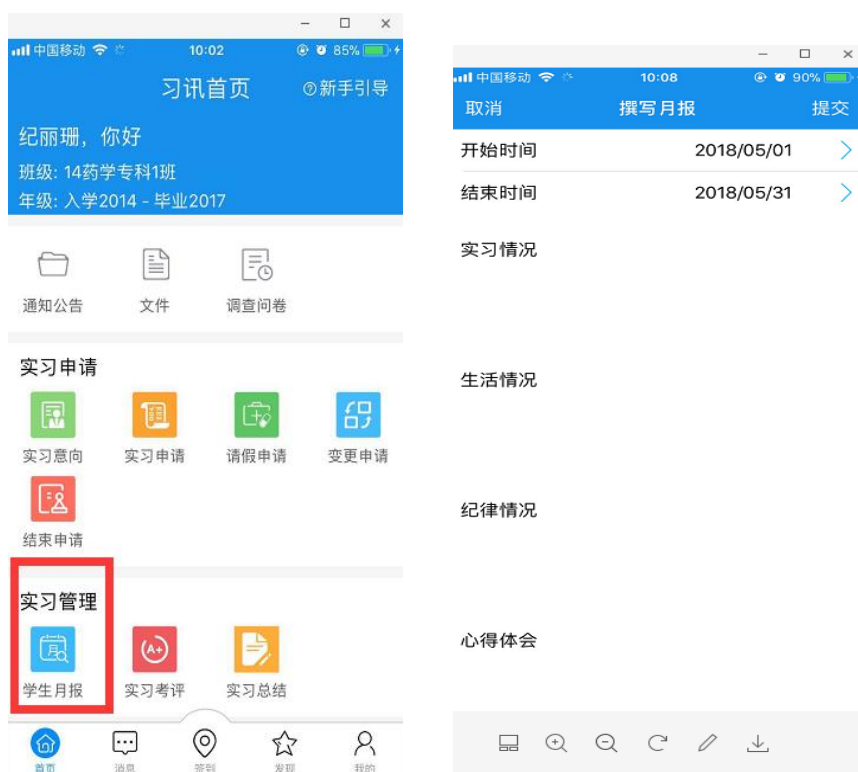 中国移动 10:02 85%
习讯首页 新手引导
纪丽珊，你好
班级: 14药学专科1班
年级: 入学2014 - 毕业2017
通知公告 文件 调查问卷
实习申请
实习意向 实习申请 请假申请 变更申请
结束申请
实习管理
月 A+
学生月报 实习考评 实习总结
首页 消息 签到 发现 我的
中国移动 10:08 90%
取消 撰写月报 提交
开始时间 2018/05/01
结束时间 2018/05/31
实习情况
生活情况
纪律情况
心得体会